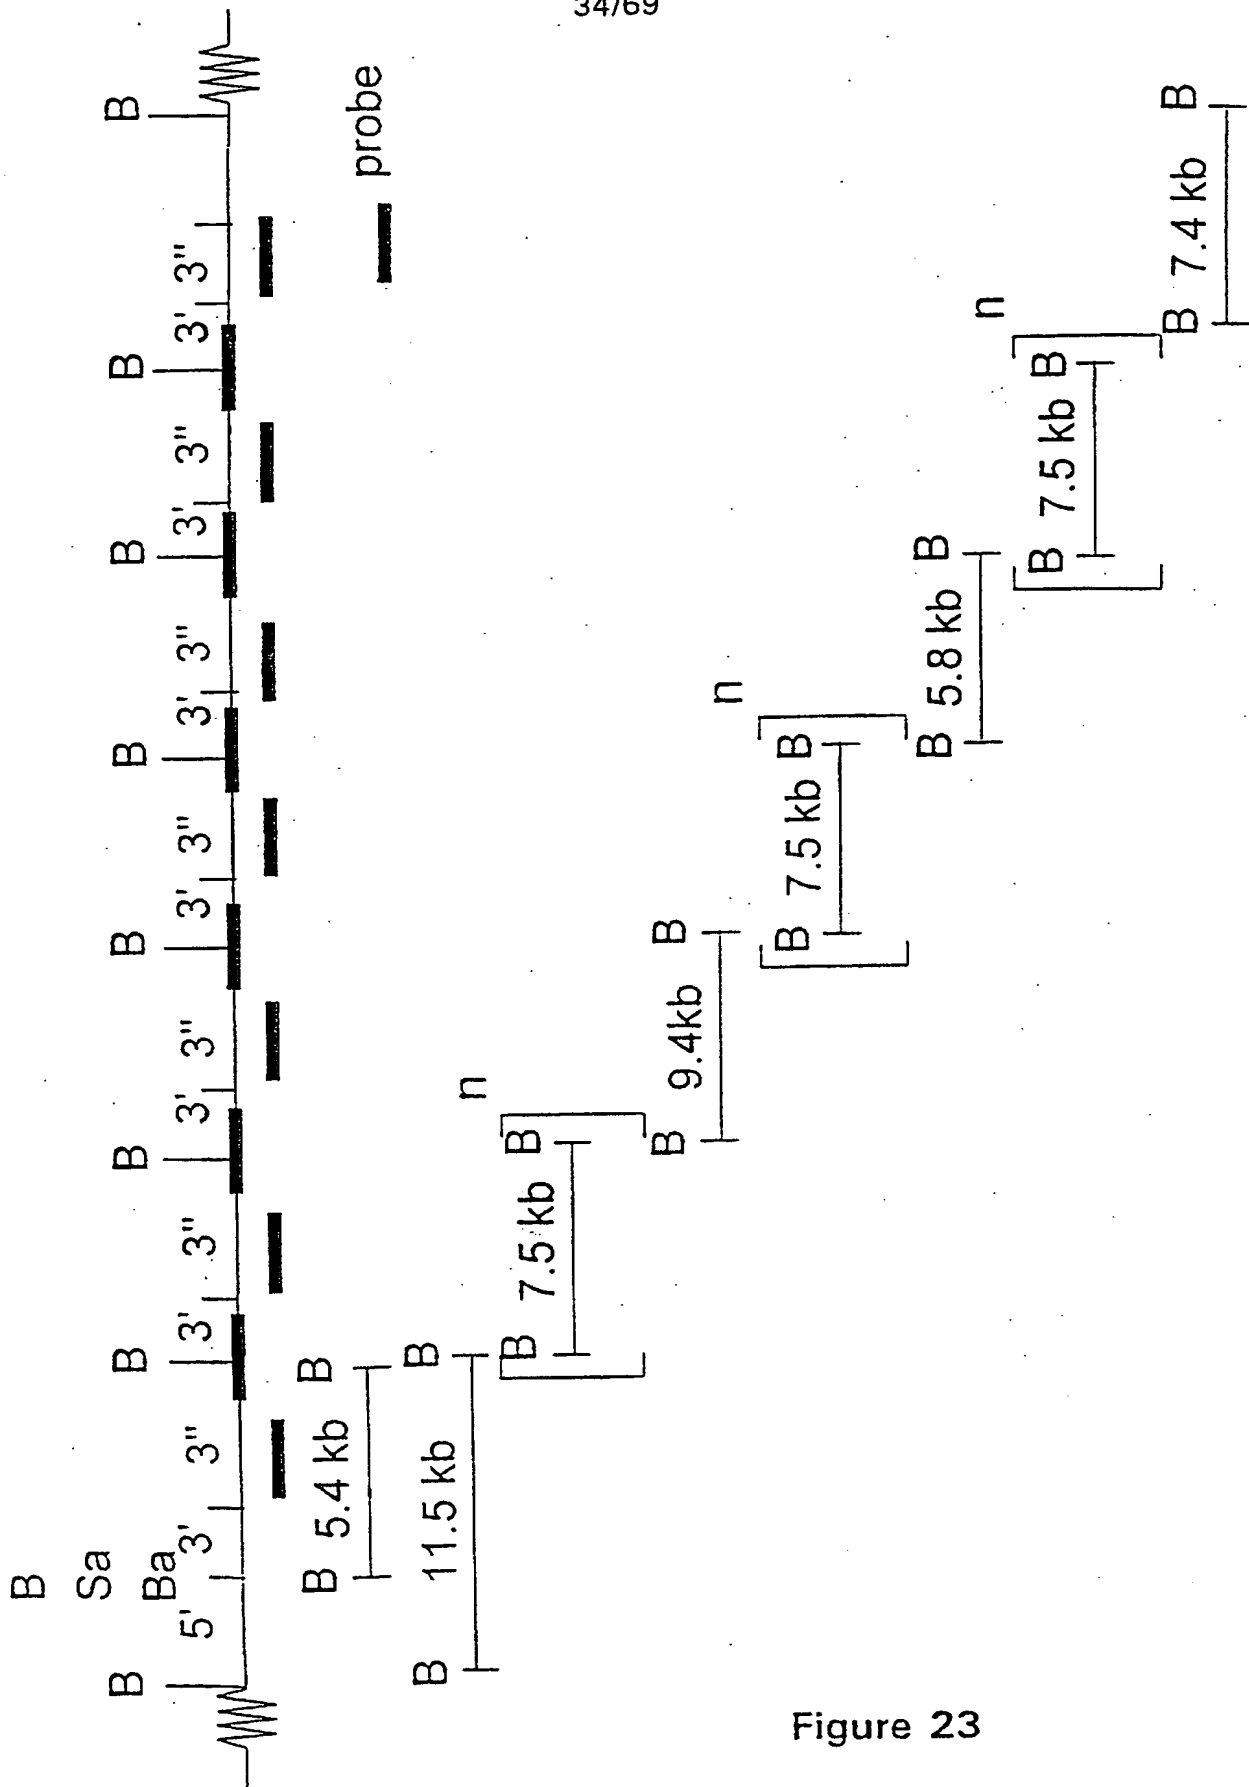 34/69
B
Sa
B B B B B B B B
Ba
5' 3' 3" 3' 3" 3' 3" 3' 3" 3' 3" 3' 3" 3' 3"
B 5.4 kb B
probe
B 11.5 kb B
n
B 7.5 kb B
B 9.4kb B
n
B 7.5 kb B
B 5.8 kb B
n
B 7.5 kb B
B 7.4 kb B
Figure 23